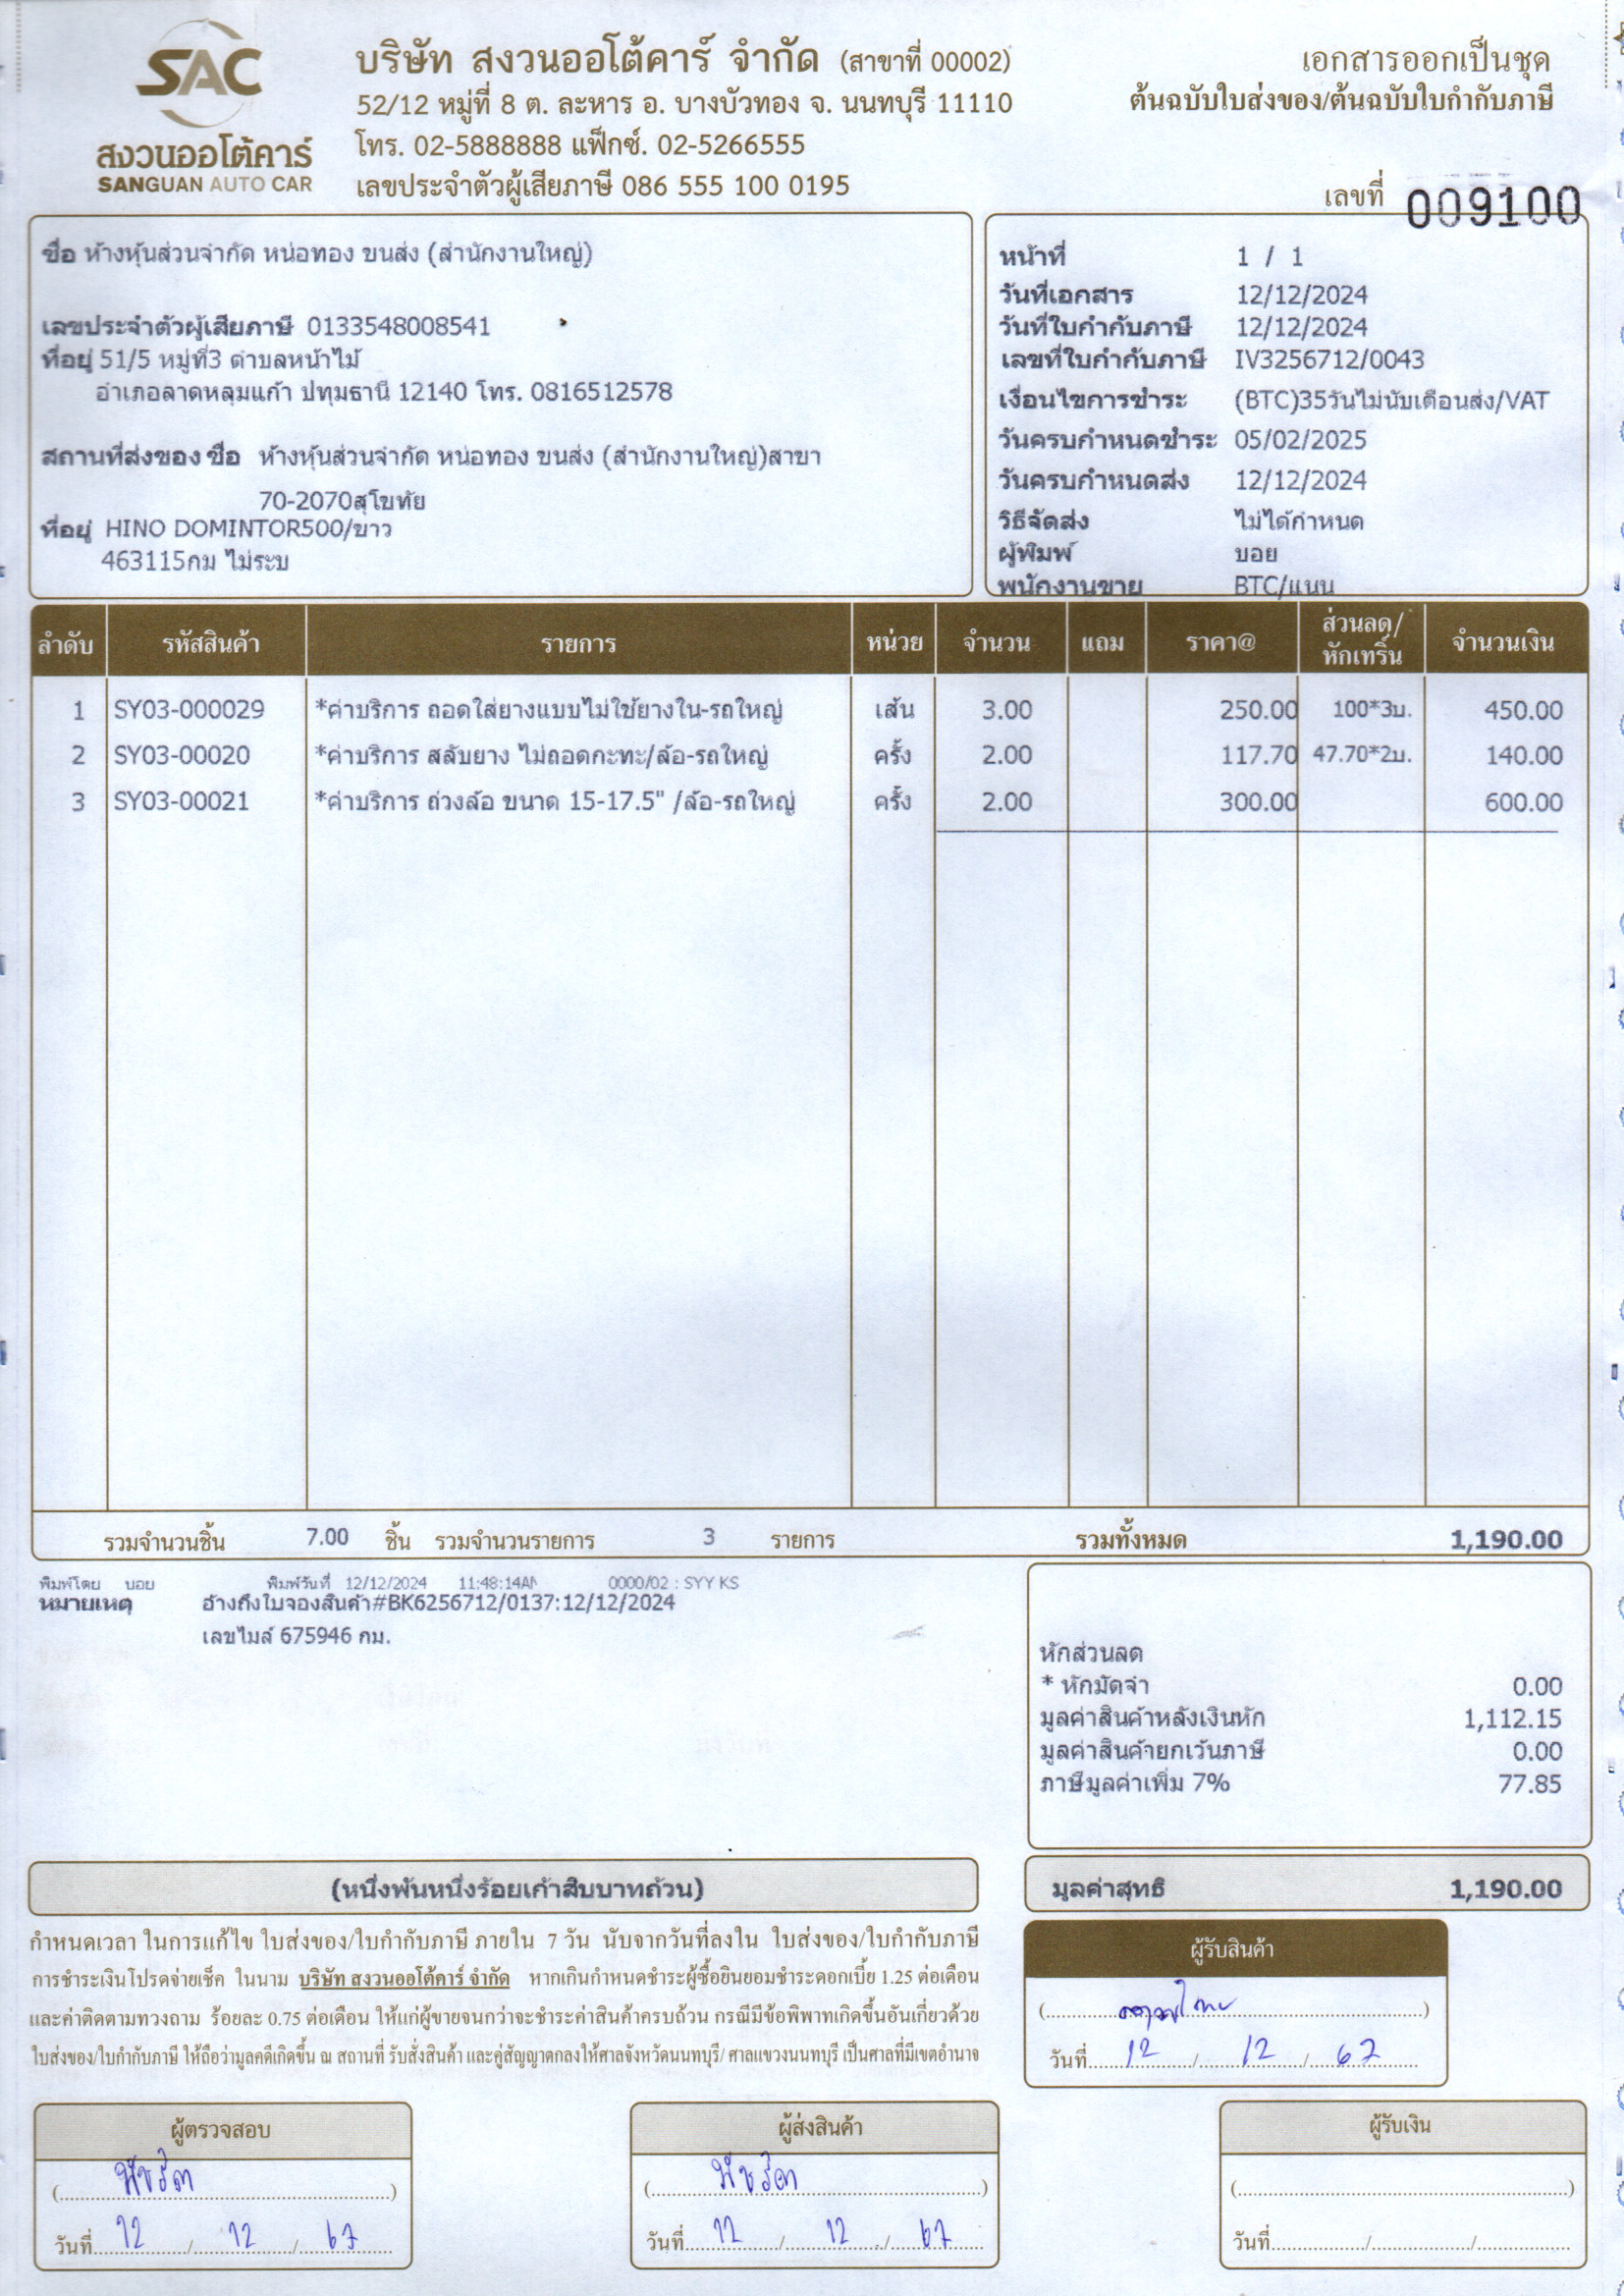 SAC
สงวนออโต้คาร์
SANGUAN AUTO CAR
บริษัท สงวนออโต้คาร์ จำกัด (สาขาที่ 00002)
52/12 หมู่ที่ 8 ต. ละหาร อ. บางบัวทอง จ. นนทบุรี 11110
โทร. 02-5888888 แฟ็กซ์. 02-5266555
เลขประจำตัวผู้เสียภาษี 086 555 100 0195
เอกสารออกเป็นชุด
ต้นฉบับใบส่งของ/ต้นฉบับใบกำกับภาษี
เลขที่ 009100
ชื่อ ห้างหุ้นส่วนจำกัด หน่อทอง ขนส่ง (สำนักงานใหญ่)
เลขประจำตัวผู้เสียภาษี 0133548008541
ที่อยู่ 51/5 หมู่ที่3 ตำบลหน้าไม้
อำเภอลาดหลุมแก้ว ปทุมธานี 12140 โทร. 0816512578
สถานที่ส่งของ ชื่อ ห้างหุ้นส่วนจำกัด หน่อทอง ขนส่ง (สำนักงานใหญ่)สาขา
70-2070สุโขทัย
ที่อยู่ HINO DOMINTOR500/ขาว
463115กม ไม่ระบ
หน้าที่ 1 / 1
วันที่เอกสาร 12/12/2024
วันที่ใบกำกับภาษี 12/12/2024
เลขที่ใบกำกับภาษี IV3256712/0043
เงื่อนไขการชำระ (BTC)35วันไม่นับเดือนส่ง/VAT
วันครบกำหนดชำระ 05/02/2025
วันครบกำหนดส่ง 12/12/2024
วิธีจัดส่ง ไม่ได้กำหนด
ผู้พิมพ์ บอย
พนักงานขาย BTC/แนน
ลำดับ รหัสสินค้า รายการ หน่วย จำนวน แถม ราคา@ ส่วนลด/หักเทริ์น จำนวนเงิน
1 SY03-000029 *ค่าบริการ ถอดใส่ยางแบบไม่ใช้ยางใน-รถใหญ่ เส้น 3.00 250.00 100*3บ. 450.00
2 SY03-00020 *ค่าบริการ สลับยาง ไม่ถอดกะทะ/ล้อ-รถใหญ่ ครั้ง 2.00 117.70 47.70*2บ. 140.00
3 SY03-00021 *ค่าบริการ ถ่วงล้อ ขนาด 15-17.5" /ล้อ-รถใหญ่ ครั้ง 2.00 300.00 600.00
รวมจำนวนชิ้น 7.00 ชิ้น รวมจำนวนรายการ 3 รายการ รวมทั้งหมด 1,190.00
พิมพ์โดย บอย พิมพ์วันที่ 12/12/2024 11:48:14AM 0000/02 : SYY KS
หมายเหตุ อ้างถึงใบจองสินค้า#BK6256712/0137:12/12/2024
เลขไมล์ 675946 กม.
หักส่วนลด
* หักมัดจำ 0.00
มูลค่าสินค้าหลังเงินหัก 1,112.15
มูลค่าสินค้ายกเว้นภาษี 0.00
ภาษีมูลค่าเพิ่ม 7% 77.85
(หนึ่งพันหนึ่งร้อยเก้าสิบบาทถ้วน)
มูลค่าสุทธิ 1,190.00
กำหนดเวลา ในการแก้ไข ใบส่งของ/ใบกำกับภาษี ภายใน 7 วัน นับจากวันที่ลงใน ใบส่งของ/ใบกำกับภาษี
การชำระเงินโปรดจ่ายเช็ค ในนาม บริษัท สงวนออโต้คาร์ จำกัด หากเกินกำหนดชำระผู้ซื้อยินยอมชำระดอกเบี้ย 1.25 ต่อเดือน
และค่าติดตามทวงถาม ร้อยละ 0.75 ต่อเดือน ให้แก่ผู้ขายจนกว่าจะชำระค่าสินค้าครบถ้วน กรณีมีข้อพิพาทเกิดขึ้นอันเกี่ยวด้วย
ใบส่งของ/ใบกำกับภาษี ให้ถือว่ามูลคดีเกิดขึ้น ณ สถานที่ รับสั่งสินค้า และคู่สัญญาตกลงให้ศาลจังหวัดนนทบุรี/ ศาลแขวงนนทบุรี เป็นศาลที่มีเขตอำนาจ
ผู้รับสินค้า
วันที่ 12 / 12 / 67
ผู้ตรวจสอบ
(พัชริดา)
วันที่ 12 / 12 / 67
ผู้ส่งสินค้า
(พัชริดา)
วันที่ 12 / 12 / 67
ผู้รับเงิน
วันที่ / /